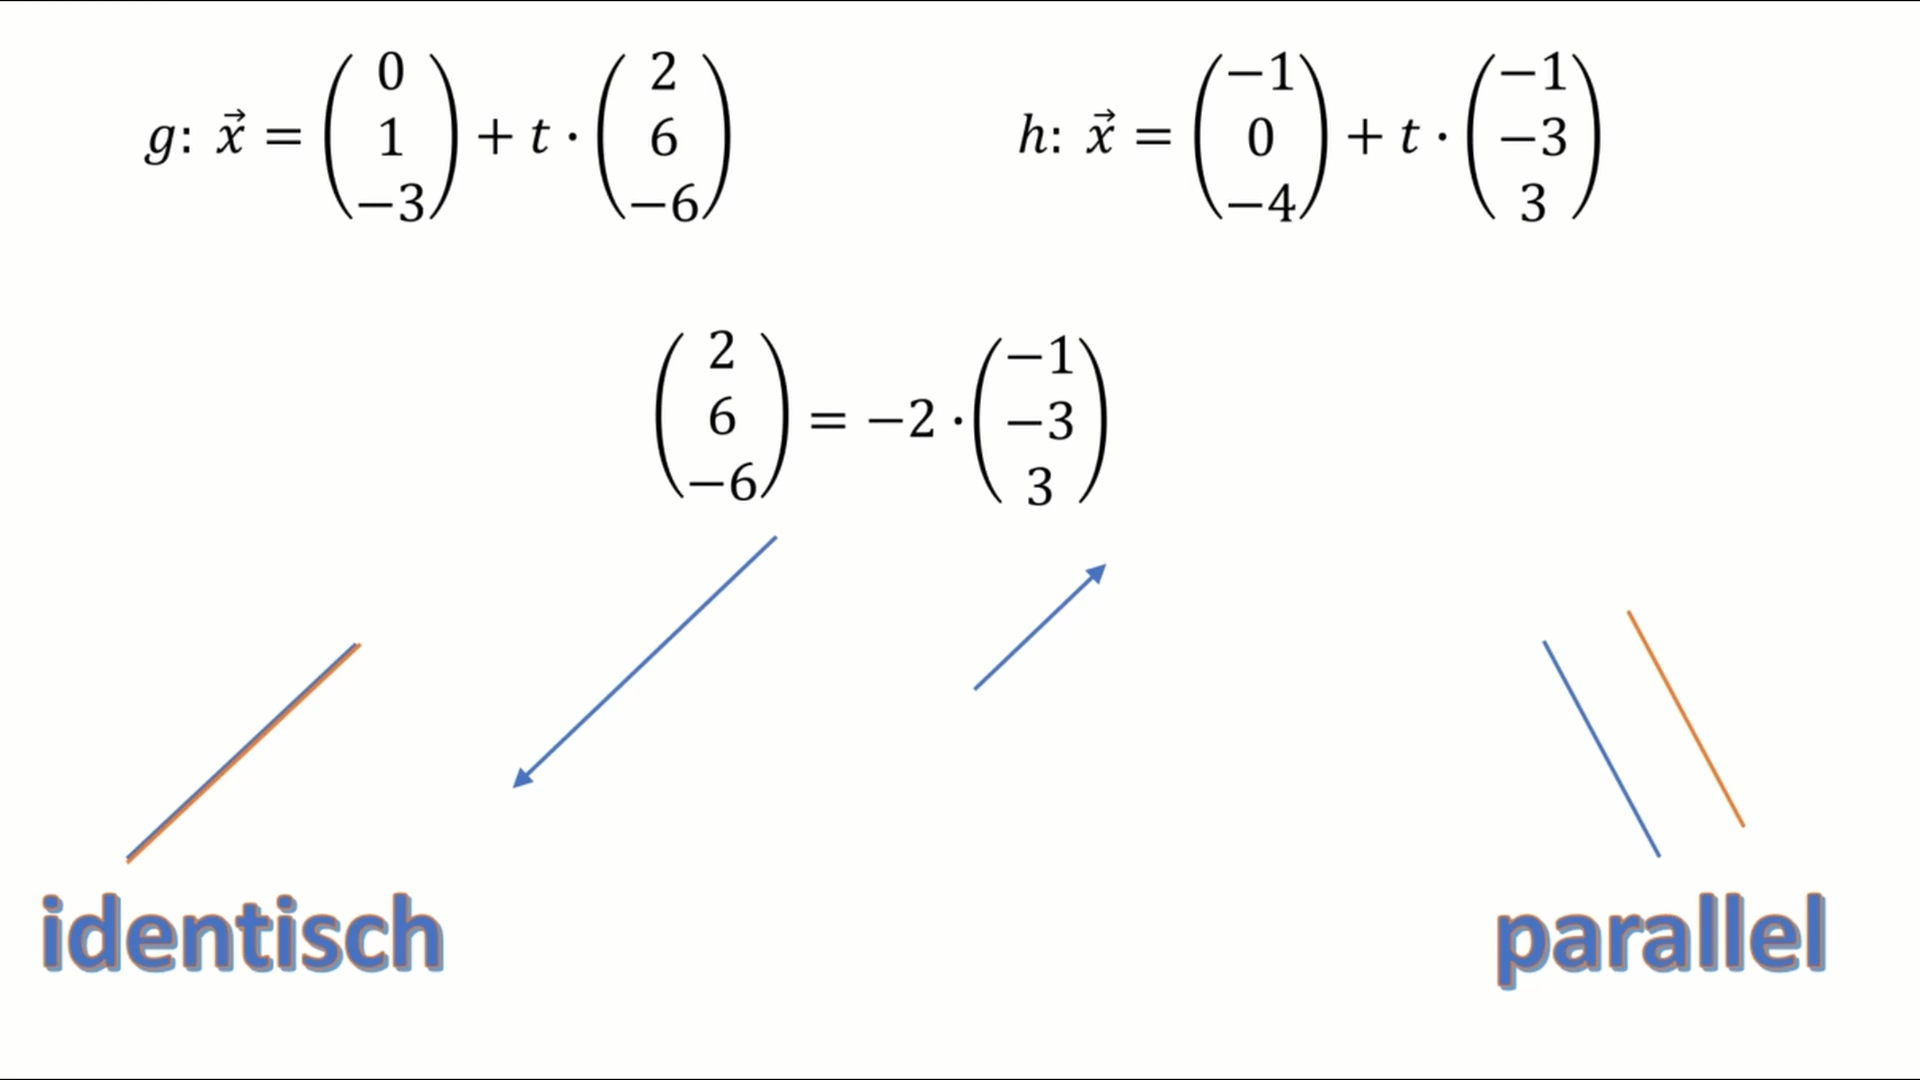 g: x⃗ = (0 1 −3) + t · (2 6 −6)
h: x⃗ = (−1 0 −4) + t · (−1 −3 3)
(2 6 −6) = −2 · (−1 −3 3)
identisch
parallel